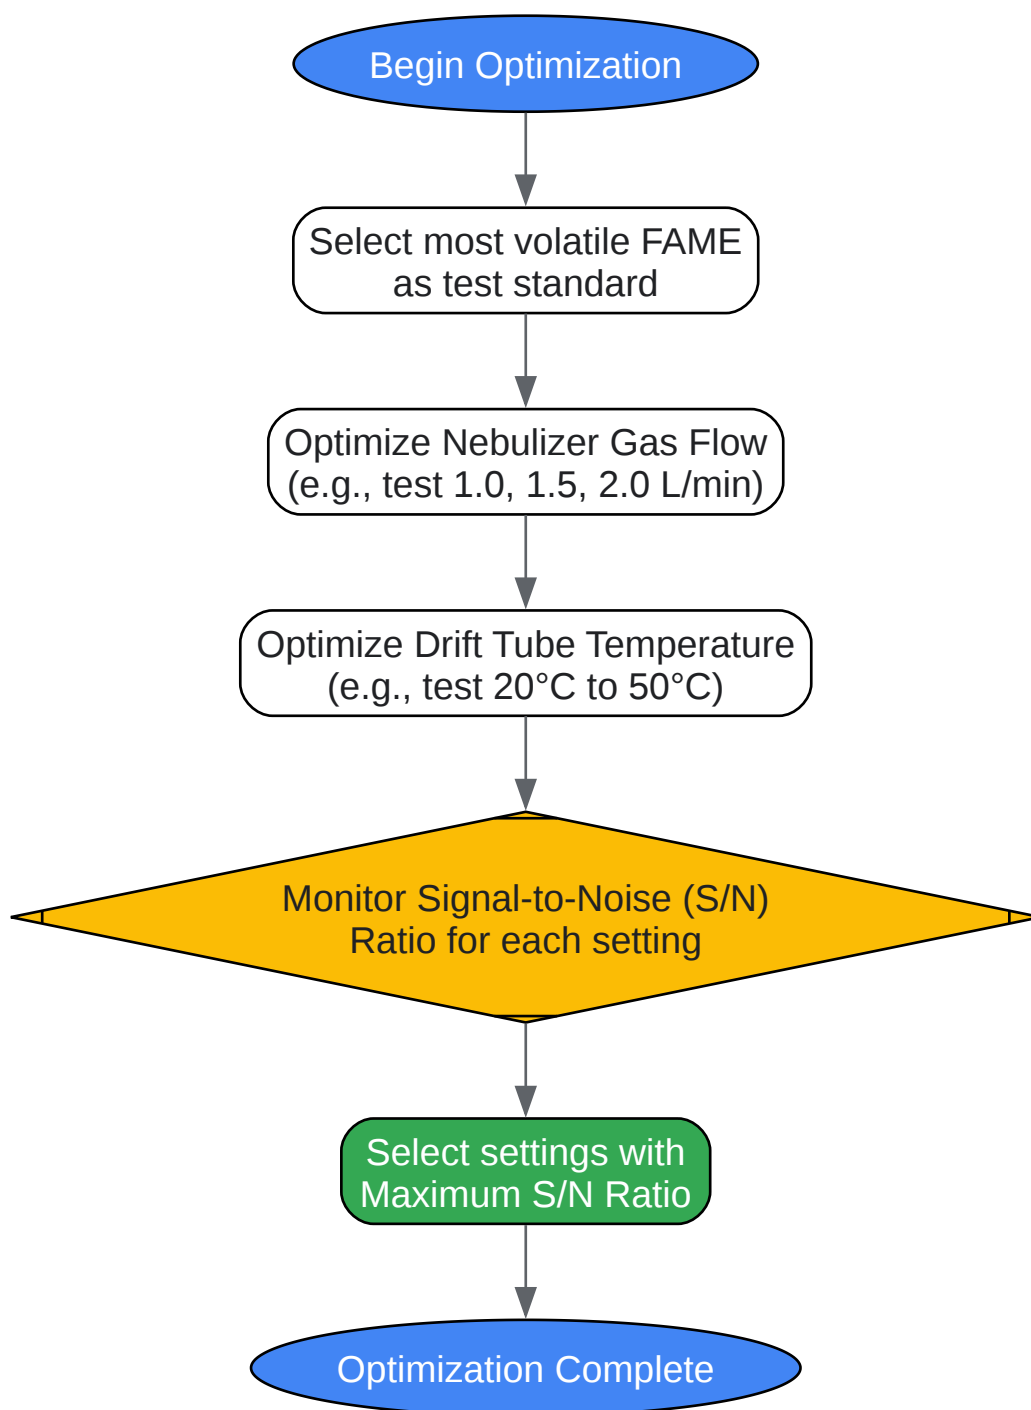 Begin Optimization
Select most volatile FAME
as test standard
Optimize Nebulizer Gas Flow
(e.g., test 1.0, 1.5, 2.0 L/min)
Optimize Drift Tube Temperature
(e.g., test 20°C to 50°C)
Monitor Signal-to-Noise (S/N)
Ratio for each setting
Select settings with
Maximum S/N Ratio
Optimization Complete